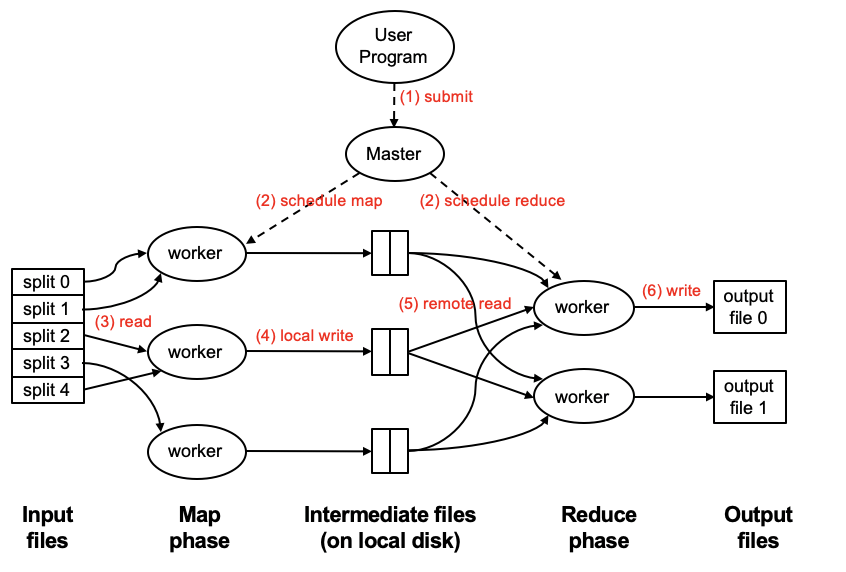 User
Program
(1) submit
Master
(2) schedule map
(2) schedule reduce
worker
split 0
split 1
split 2
split 3
split 4
(3) read
worker
(4) local write
worker
(5) remote read
worker
(6) write
output
file 0
worker
output
file 1
Input
files
Map
phase
Intermediate files
(on local disk)
Reduce
phase
Output
files